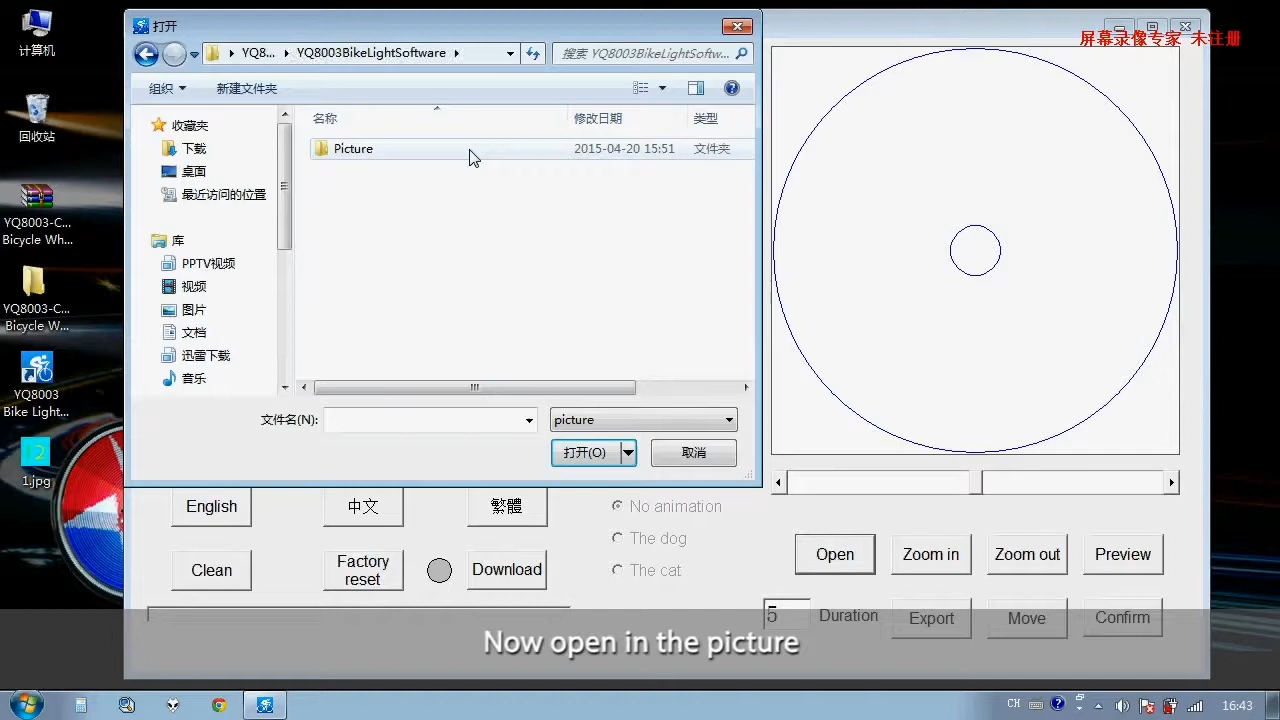 计算机
回收站
YQ8003-C...
Bicycle Wh...
YQ8003-C...
Bicycle W...
YQ8003
Bike Light...
1.jpg
打开
YQ8...
YQ8003BikeLightSoftware
搜索 YQ8003BikeLightSoftw...
组织
新建文件夹
收藏夹
下载
桌面
最近访问的位置
库
PPTV视频
视频
图片
文档
迅雷下载
音乐
名称
修改日期
类型
Picture
2015-04-20 15:51
文件夹
文件名(N):
picture
打开(O)
取消
屏幕录像专家 未注册
English
中文
繁體
Clean
Factory
reset
Download
No animation
The dog
The cat
Open
Zoom in
Zoom out
Preview
5
Duration
Export
Move
Confirm
Now open in the picture
CH
16:43